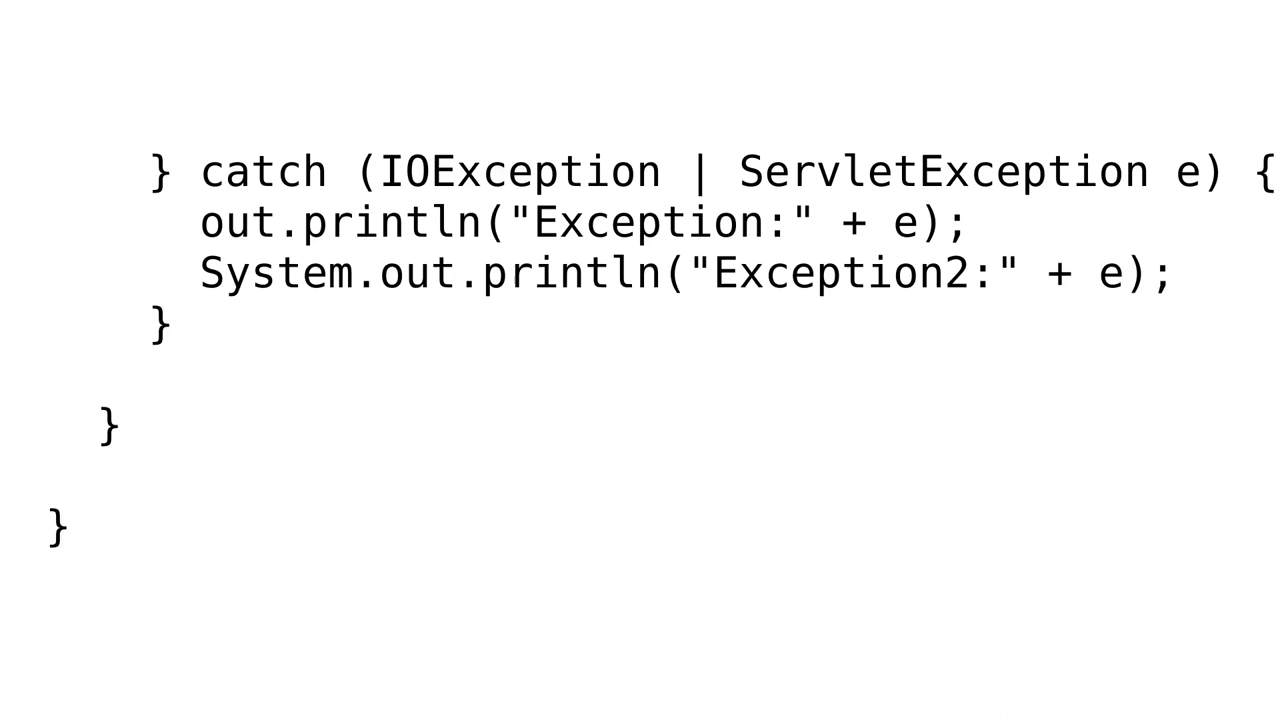 } catch (IOException | ServletException e) {
out.println("Exception:" + e);
System.out.println("Exception2:" + e);
}
}
}